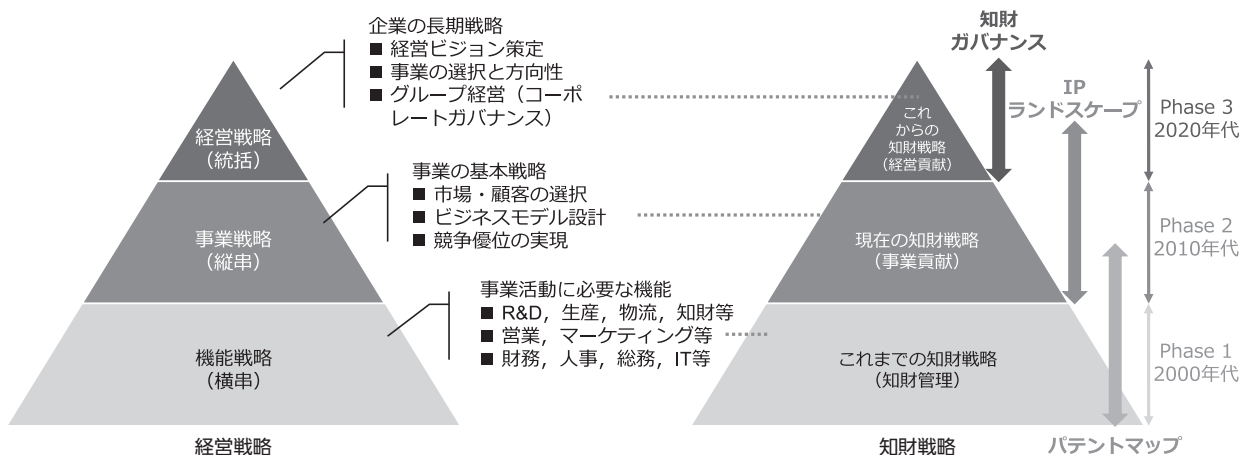 企業の長期戦略
■ 経営ビジョン策定
■ 事業の選択と方向性
■ グループ経営（コーポ
レートガバナンス）
経営戦略
（統括）
事業の基本戦略
■ 市場・顧客の選択
■ ビジネスモデル設計
■ 競争優位の実現
事業戦略
（縦串）
事業活動に必要な機能
■ R&D，生産，物流，知財等
■ 営業，マーケティング等
■ 財務，人事，総務，IT等
機能戦略
（横串）
経営戦略
知財
ガバナンス
IP
ランドスケープ
これ
からの
知財戦略
（経営貢献）
Phase 3
2020年代
現在の知財戦略
（事業貢献）
Phase 2
2010年代
これまでの知財戦略
（知財管理）
Phase 1
2000年代
知財戦略
パテントマップ